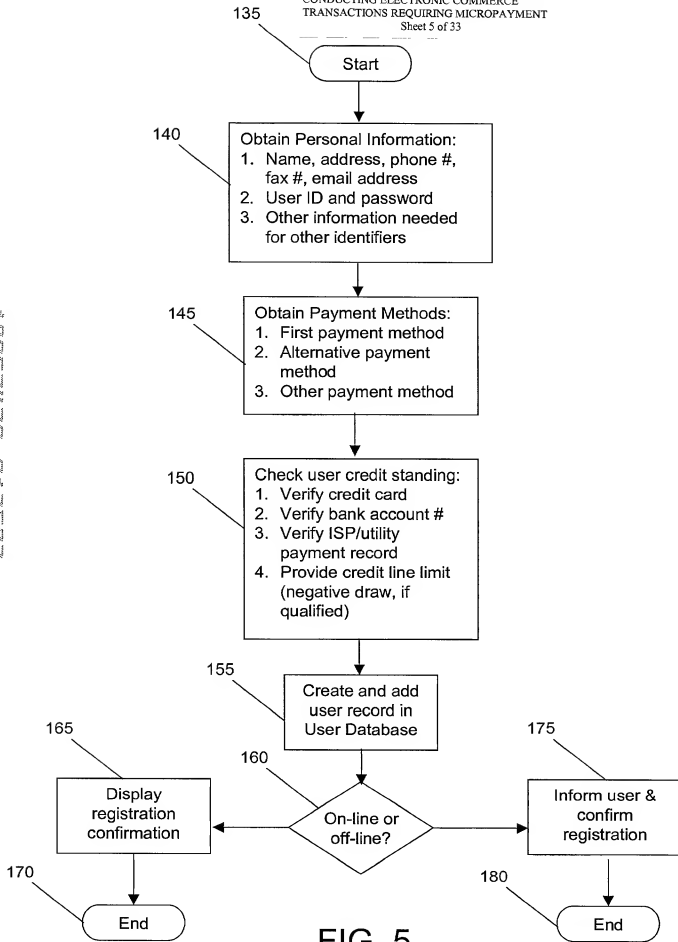 CONDUCTING ELECTRONIC COMMERCE
TRANSACTIONS REQUIRING MICROPAYMENT
Sheet 5 of 33
135
Start
140
Obtain Personal Information:
1. Name, address, phone #,
fax #, email address
2. User ID and password
3. Other information needed
for other identifiers
145
Obtain Payment Methods:
1. First payment method
2. Alternative payment
method
3. Other payment method
150
Check user credit standing:
1. Verify credit card
2. Verify bank account #
3. Verify ISP/utility
payment record
4. Provide credit line limit
(negative draw, if
qualified)
155
Create and add
user record in
User Database
160
On-line or
off-line?
165
Display
registration
confirmation
170
End
175
Inform user &
confirm
registration
180
End
FIG. 5